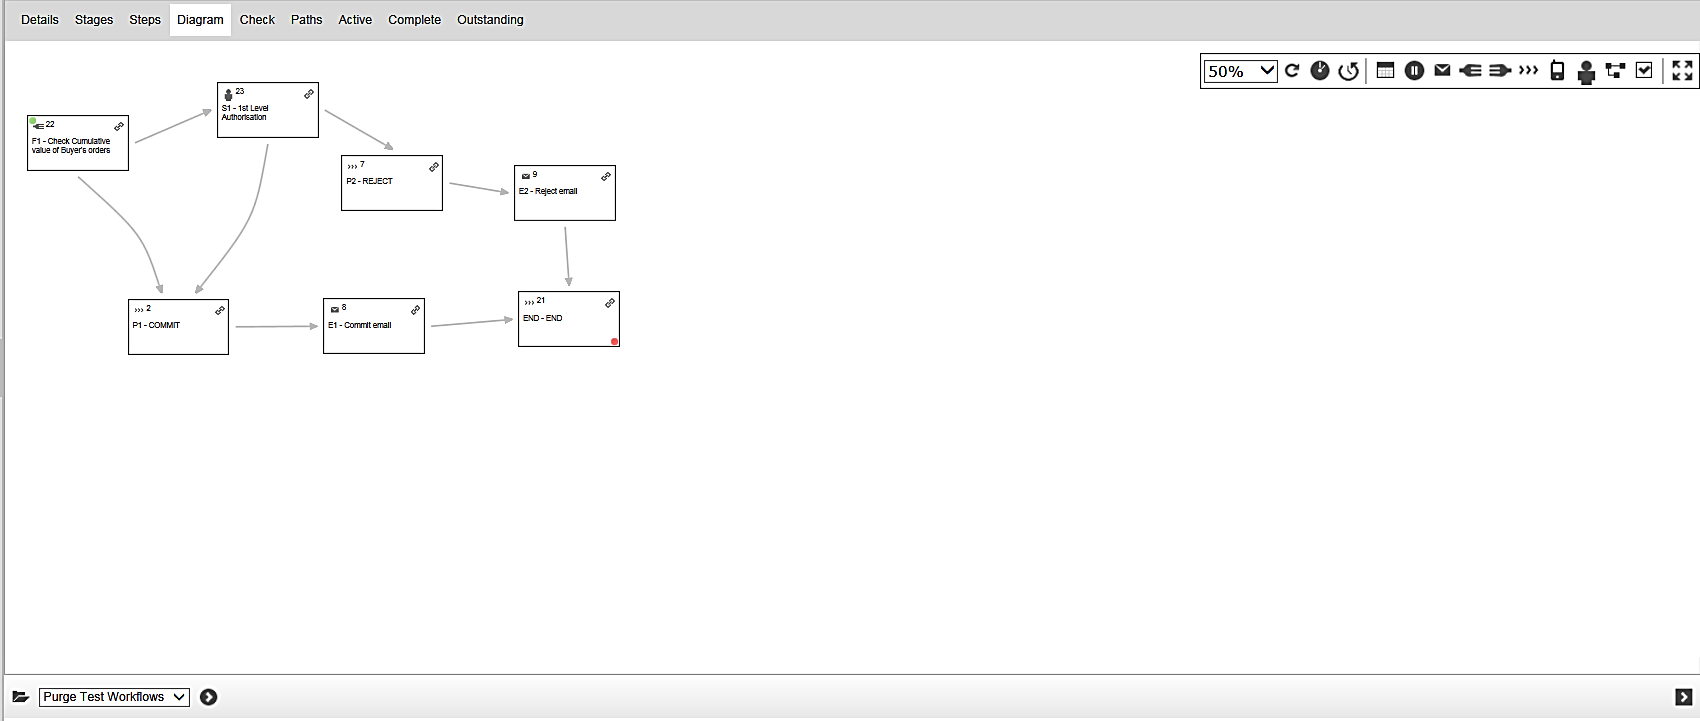 Details Stages Steps Diagram Check Paths Active Complete Outstanding
50%
23
S1 - 1st Level
Authorisation
22
F1 - Check Cumulative
value of Buyer's orders
7
P2 - REJECT
9
E2 - Reject email
2
P1 - COMMIT
8
E1 - Commit email
21
END - END
Purge Test Workflows